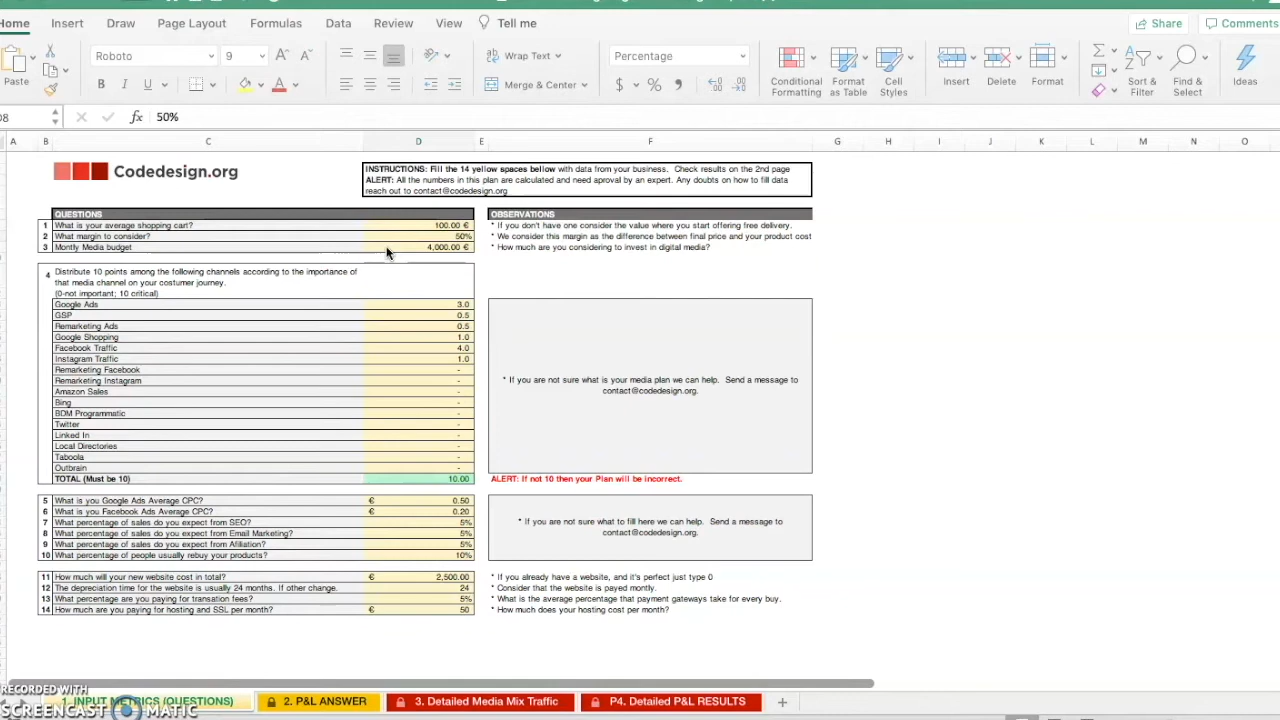 Home Insert Draw Page Layout Formulas Data Review View Tell me Share Comments
Roboto 9 Wrap Text Percentage
Paste B I U Merge & Center $ % Conditional Formatting Format as Table Cell Styles Insert Delete Format Sort & Filter Find & Select Ideas
fx 50%
A B C D E F G H I J K L M N O
Codedesign.org
INSTRUCTIONS: Fill the 14 yellow spaces bellow with data from your business. Check results on the 2nd page
ALERT: All the numbers in this plan are calculated and need aproval by an expert. Any doubts on how to fill data
reach out to contact@codedesign.org
QUESTIONS OBSERVATIONS
1 What is your average shopping cart? 100.00 € * If you don't have one consider the value where you start offering free delivery.
2 What margin to consider? 50% * We consider this margin as the difference between final price and your product cost
3 Montly Media budget 4,000.00 € * How much are you considering to invest in digital media?
4 Distribute 10 points among the following channels according to the importance of
that media channel on your costumer journey.
(0-not important; 10 critical)
Google Ads 3.0
GSP 0.5
Remarketing Ads 0.5
Google Shopping 1.0
Facebook Traffic 4.0
Instagram Traffic 1.0
Remarketing Facebook -
Remarketing Instagram -
* If you are not sure what is your media plan we can help. Send a message to
contact@codedesign.org.
Amazon Sales -
Bing -
BDM Programmatic -
Twitter -
Linked In -
Local Directories -
Taboola -
Outbrain -
TOTAL (Must be 10) 10.00 ALERT: If not 10 then your Plan will be incorrect.
5 What is you Google Ads Average CPC? € 0.50
6 What is you Facebook Ads Average CPC? € 0.20
7 What percentage of sales do you expect from SEO? 5%
8 What percentage of sales do you expect from Email Marketing? 5%
9 What percentage of sales do you expect from Afiliation? 5%
10 What percentage of people usually rebuy your products? 10%
* If you are not sure what to fill here we can help. Send a message to
contact@codedesign.org.
11 How much will your new website cost in total? € 2,500.00 * If you already have a website, and it's perfect just type 0
12 The depreciation time for the website is usually 24 months. If other change. 24 * Consider that the website is payed montly.
13 What percentage are you paying for transation fees? 5% * What is the average percentage that payment gateways take for every buy.
14 How much are you paying for hosting and SSL per month? € 50 * How much does your hosting cost per month?
1. INPUT METRICS (QUESTIONS) 2. P&L ANSWER 3. Detailed Media Mix Traffic P4. Detailed P&L RESULTS +
RECORDED WITH
SCREENCAST MATIC